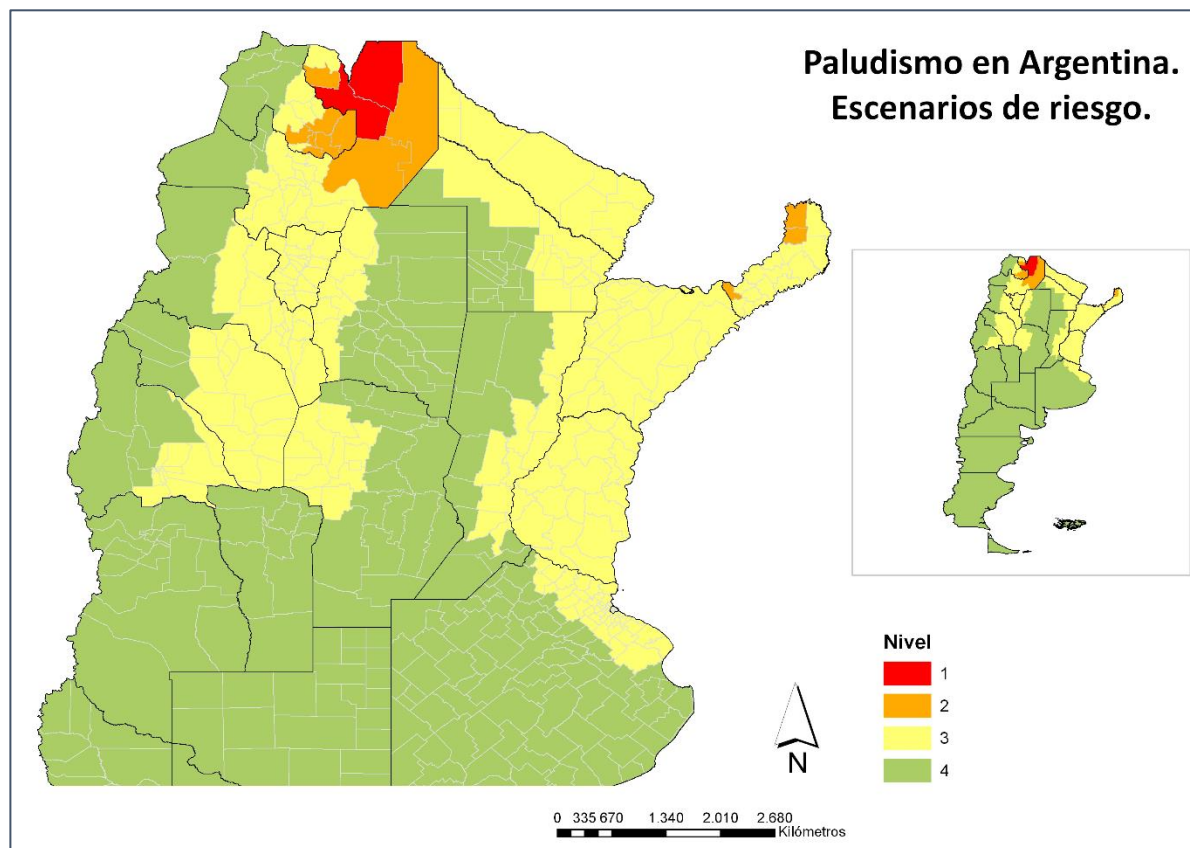 Paludismo en Argentina.
Escenarios de riesgo.
Nivel
1
2
3
4
N
0 335 670 1.340 2.010 2.680
Kilómetros